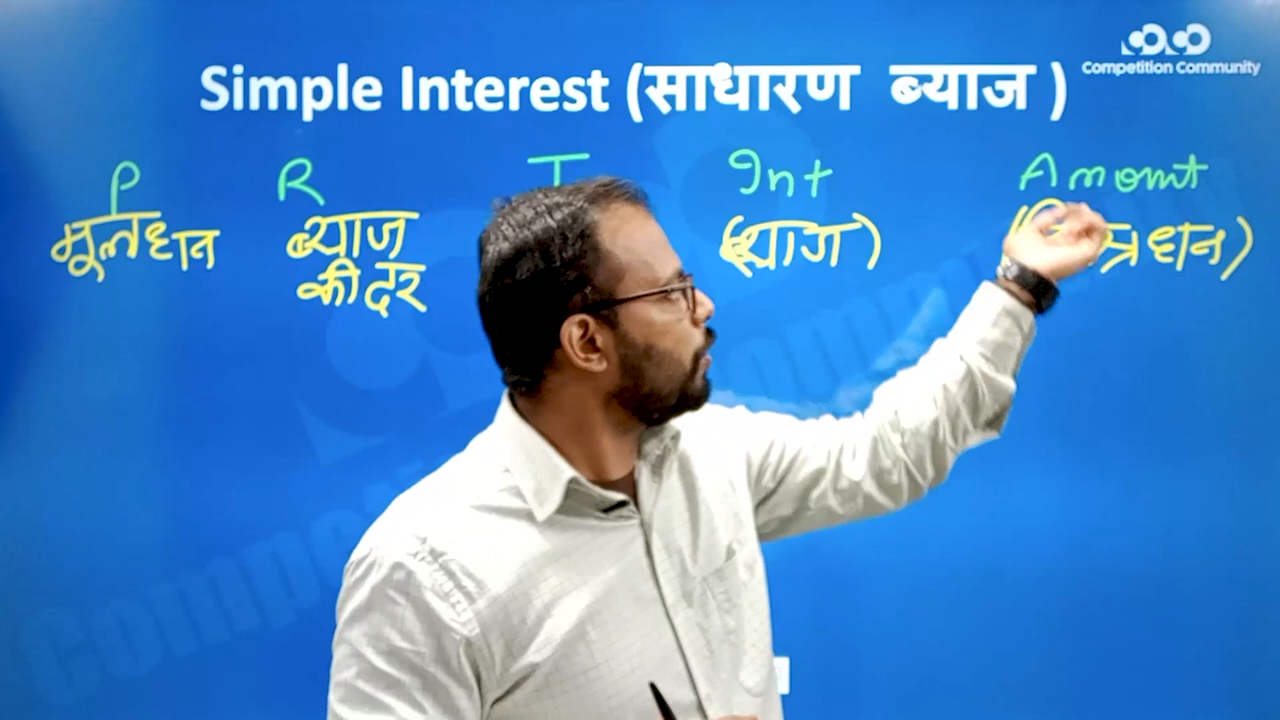 Competition Community
Simple Interest (साधारण ब्याज )
P R T Int Amount
मूलधन ब्याज (ब्याज)
की दर